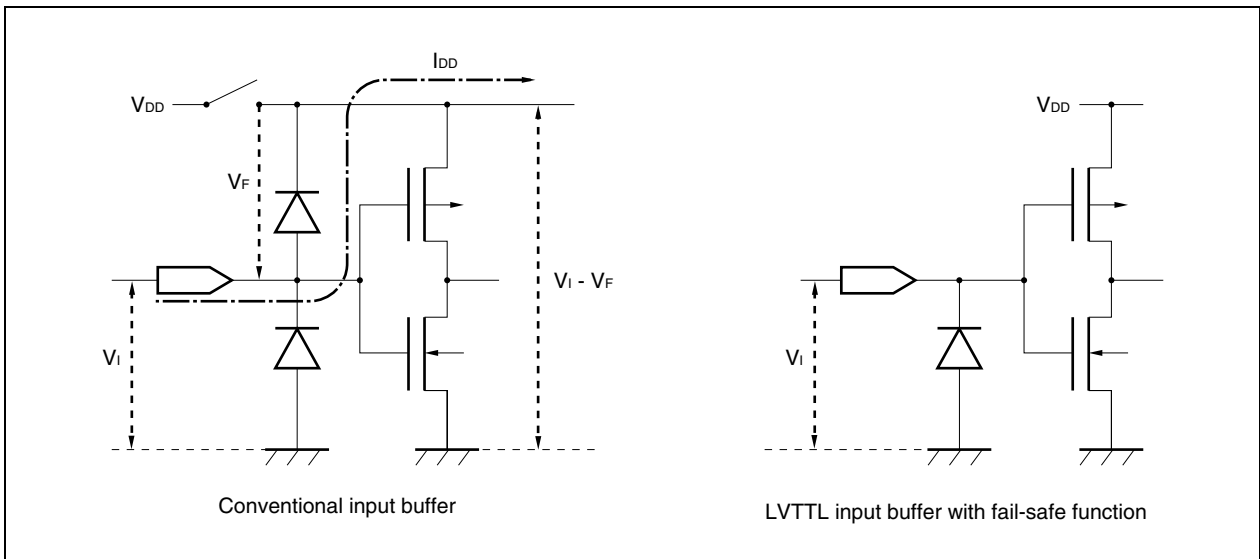 IDD
VDD
VDD
VF
VI - VF
VI
VI
Conventional input buffer
LVTTL input buffer with fail-safe function